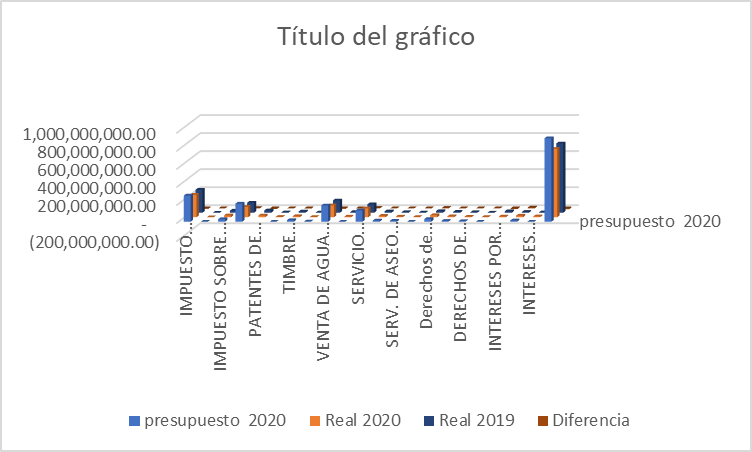 Título del gráfico
1,000,000,000.00
800,000,000.00
600,000,000.00
400,000,000.00
200,000,000.00
-
(200,000,000.00)
presupuesto 2020
IMPUESTO…
IMPUESTO SOBRE…
PATENTES DE…
TIMBRE…
VENTA DE AGUA…
SERVICIO…
SERV. DE ASEO…
Derechos de…
DERECHOS DE…
INTERESES POR…
INTERESES…
presupuesto 2020
Real 2020
Real 2019
Diferencia